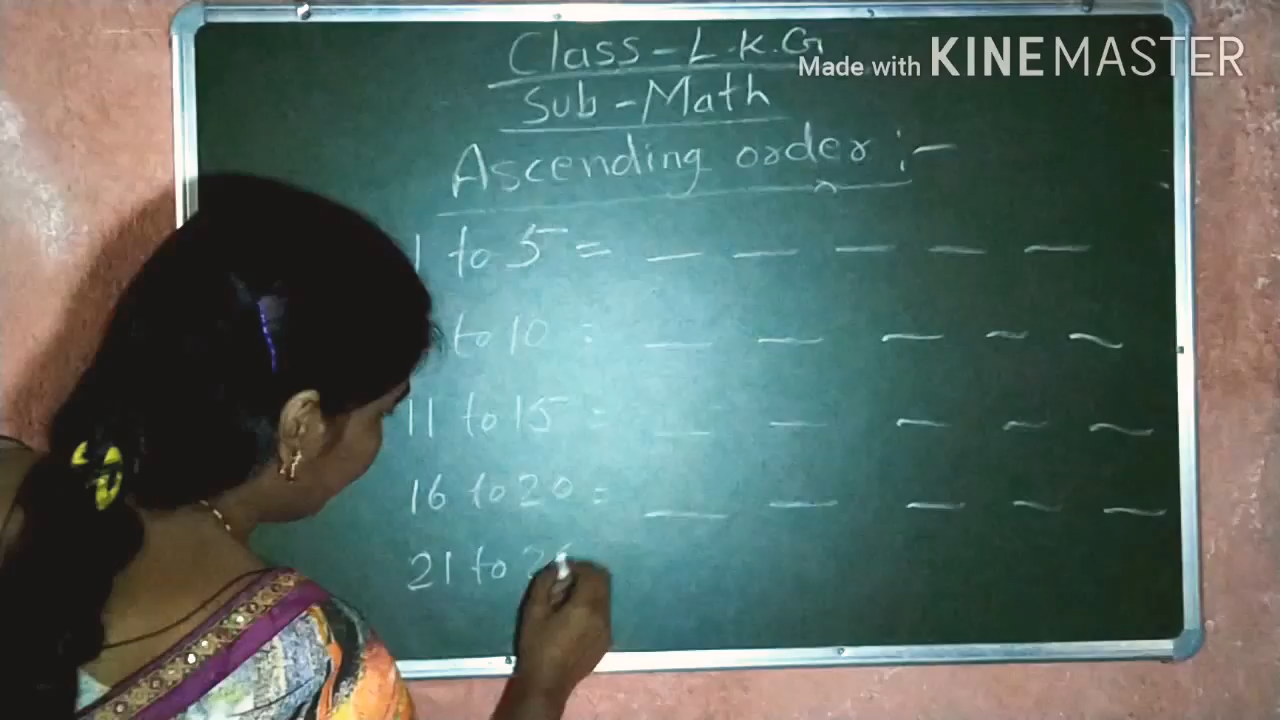 Class - L.K.G
Made with KINEMASTER
Sub - Math
Ascending order :-
1 to 5 = _ _ _ _ _
to 10 = _ _ _ _ _
11 to 15 = _ _ _ _ _
16 to 20 = _ _ _ _ _
21 to